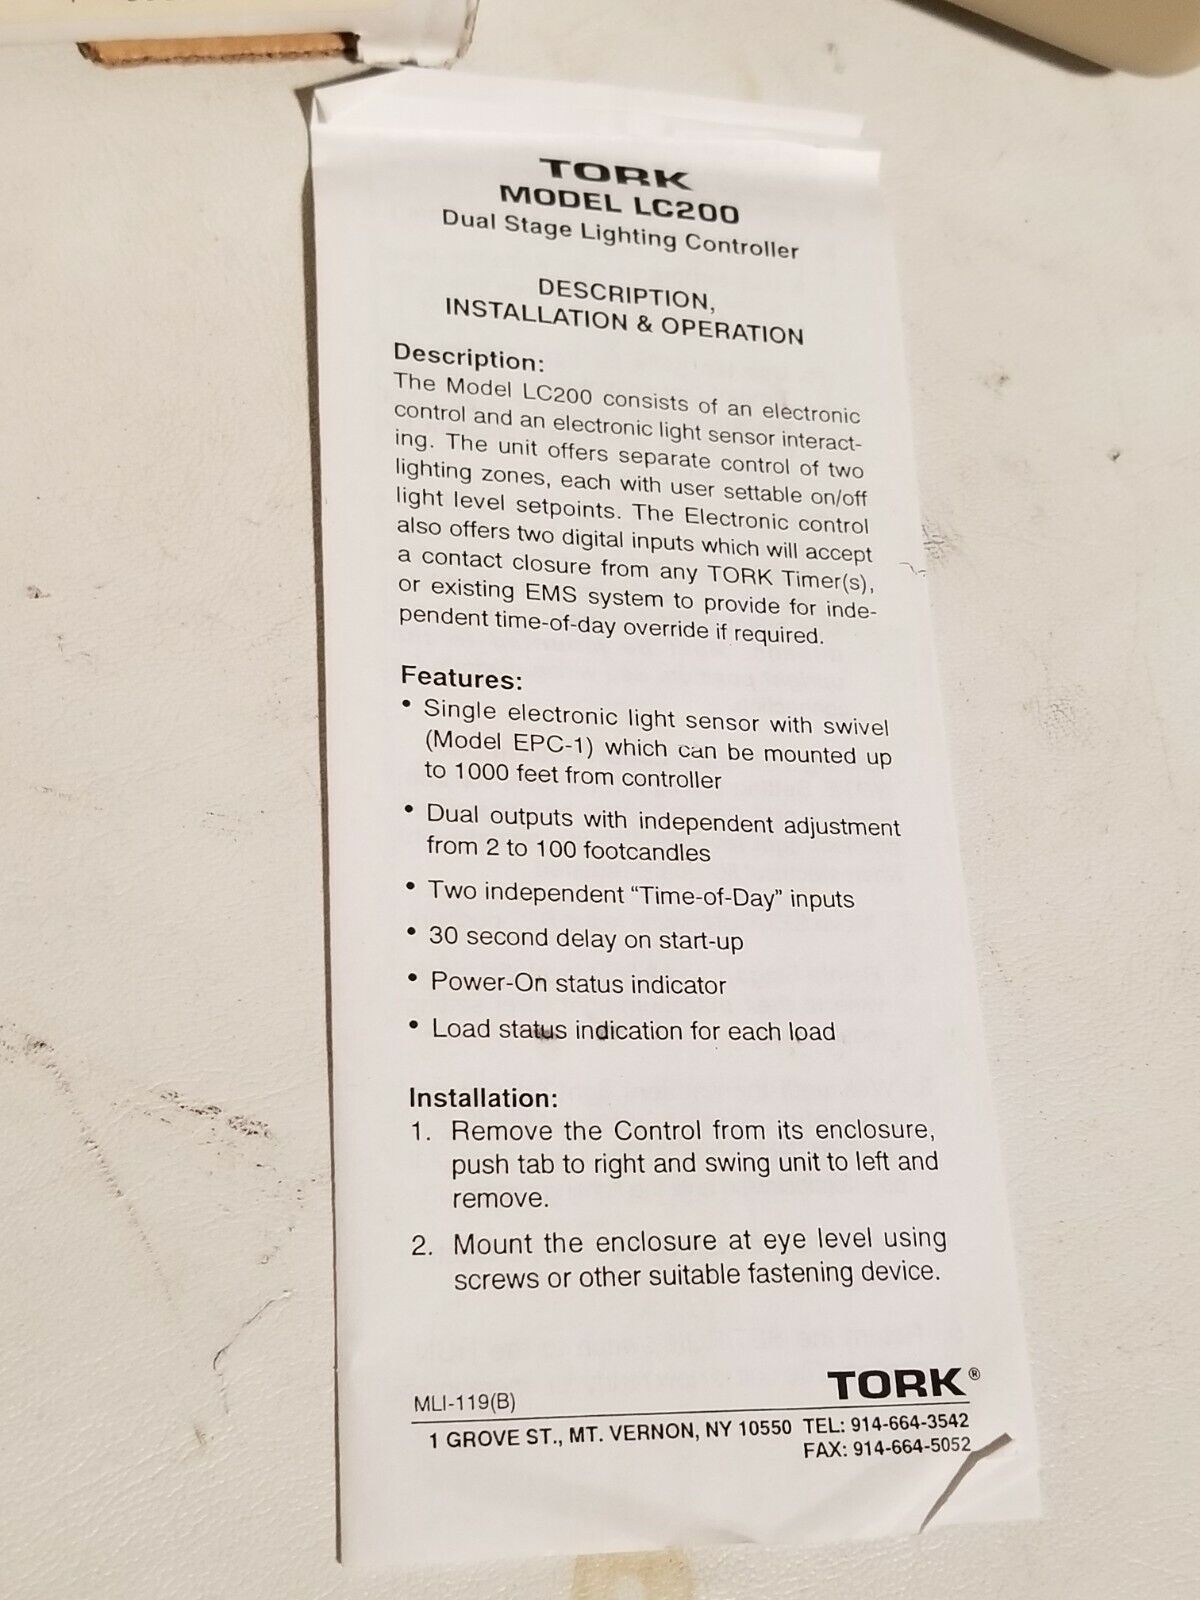 TORK
MODEL LC200
Dual Stage Lighting Controller
DESCRIPTION,
INSTALLATION & OPERATION
Description:
The Model LC200 consists of an electronic
control and an electronic light sensor interact-
ing. The unit offers separate control of two
lighting zones, each with user settable on/off
light level setpoints. The Electronic control
also offers two digital inputs which will accept
a contact closure from any TORK Timer(s),
or existing EMS system to provide for inde-
pendent time-of-day override if required.
Features:
• Single electronic light sensor with swivel
(Model EPC-1) which can be mounted up
to 1000 feet from controller
• Dual outputs with independent adjustment
from 2 to 100 footcandles
• Two independent “Time-of-Day” inputs
• 30 second delay on start-up
• Power-On status indicator
• Load status indication for each load
Installation:
1. Remove the Control from its enclosure,
push tab to right and swing unit to left and
remove.
2. Mount the enclosure at eye level using
screws or other suitable fastening device.
MLI-119(B)
TORK®
1 GROVE ST., MT. VERNON, NY 10550 TEL: 914-664-3542
FAX: 914-664-5052